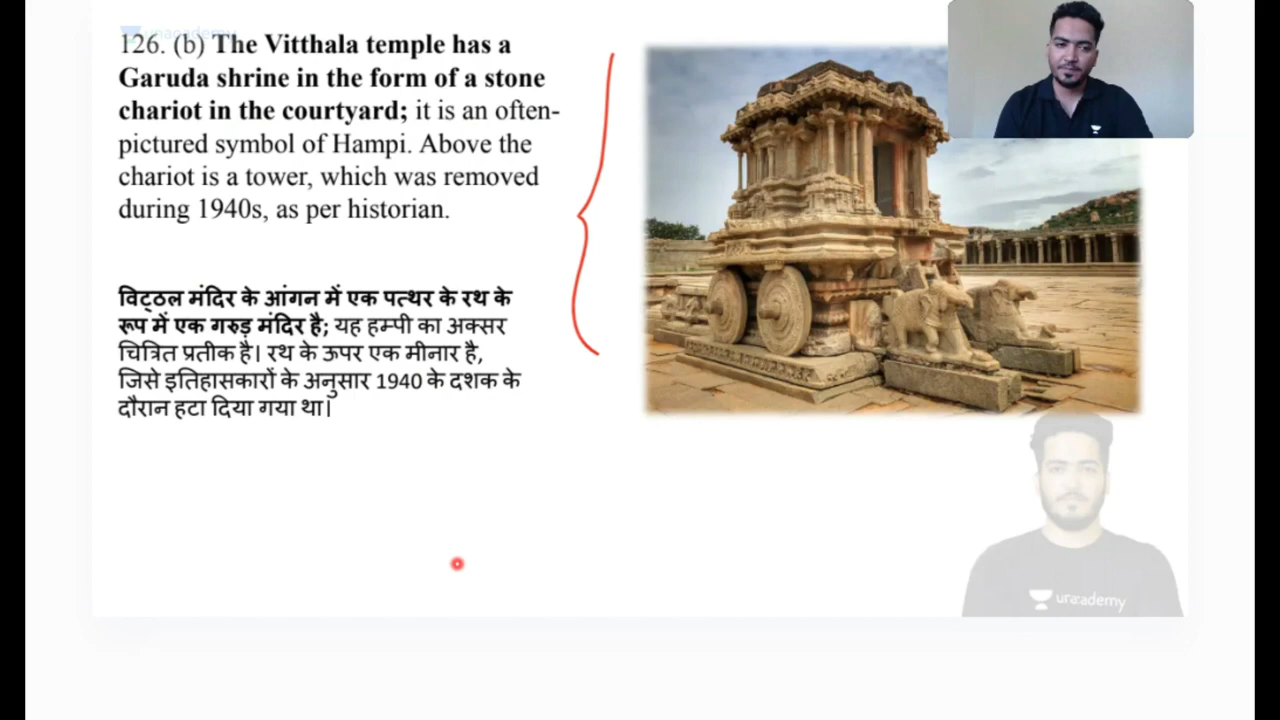 unacademy
126. (b) The Vitthala temple has a
Garuda shrine in the form of a stone
chariot in the courtyard; it is an often-
pictured symbol of Hampi. Above the
chariot is a tower, which was removed
during 1940s, as per historian.
विट्ठल मंदिर के आंगन में एक पत्थर के रथ के
रूप में एक गरुड़ मंदिर है; यह हम्पी का अक्सर
चित्रित प्रतीक है। रथ के ऊपर एक मीनार है,
जिसे इतिहासकारों के अनुसार 1940 के दशक के
दौरान हटा दिया गया था।
unacademy